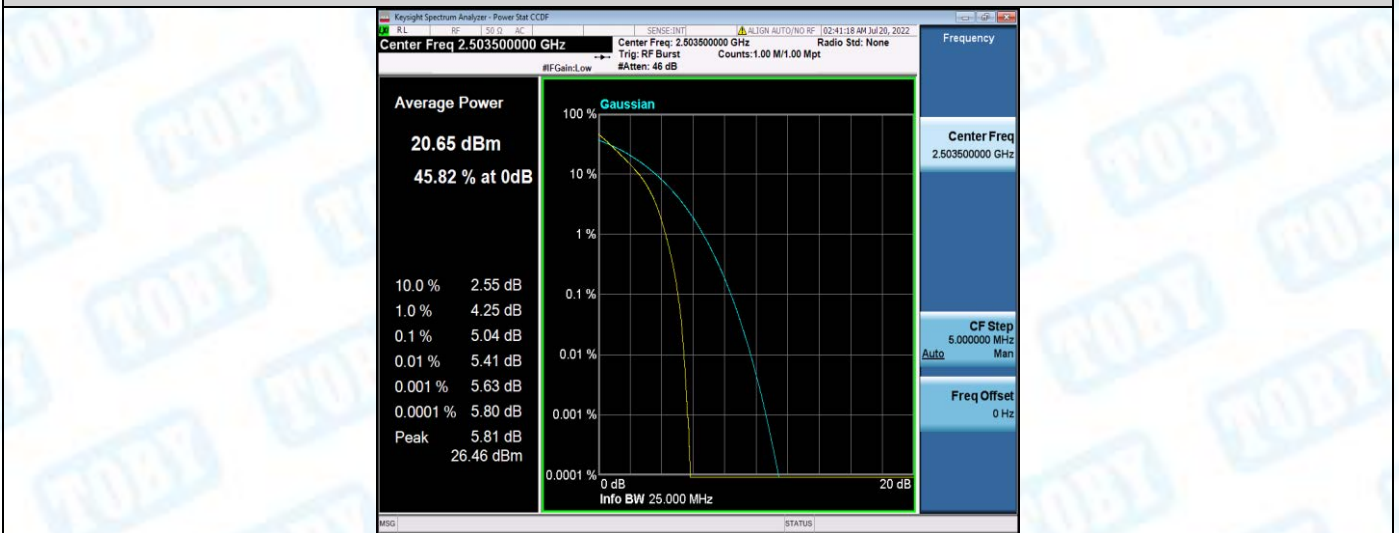 Keysight Spectrum Analyzer - Power Stat CCDF
RL RF 50 Ω AC SENSE:INT ALIGN AUTO/NO RF 02:41:18 AM Jul 20, 2022
Center Freq 2.503500000 GHz
Center Freq: 2.503500000 GHz Radio Std: None
Trig: RF Burst Counts:1.00 M/1.00 Mpt
#IFGain:Low #Atten: 46 dB
Frequency
Average Power
20.65 dBm
45.82 % at 0dB
10.0 % 2.55 dB
1.0 % 4.25 dB
0.1 % 5.04 dB
0.01 % 5.41 dB
0.001 % 5.63 dB
0.0001 % 5.80 dB
Peak 5.81 dB
26.46 dBm
Gaussian
100 %
10 %
1 %
0.1 %
0.01 %
0.001 %
0.0001 %
0 dB 20 dB
Info BW 25.000 MHz
Center Freq
2.503500000 GHz
CF Step
5.000000 MHz
Auto Man
Freq Offset
0 Hz
MSG STATUS
TOBY